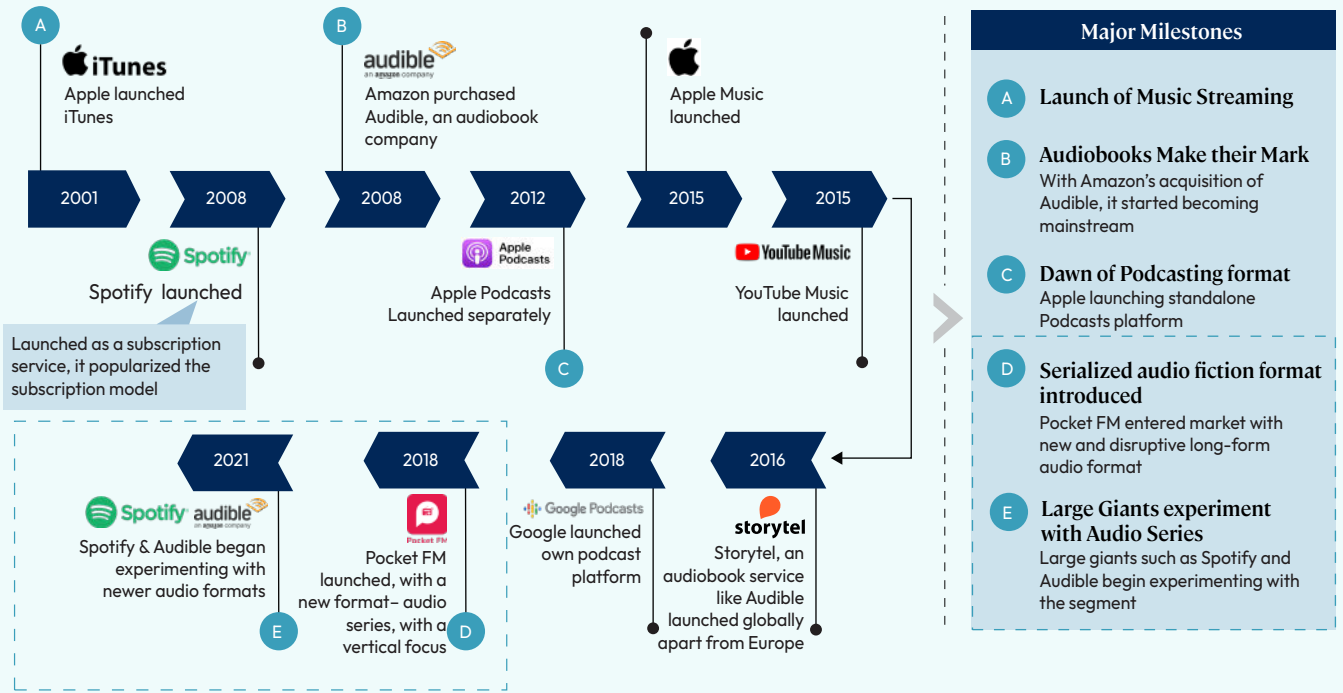 A
iTunes
Apple launched
iTunes
B
audible
an amazon company
Amazon purchased
Audible, an audiobook
company
Apple Music
launched
2001
2008
2008
2012
2015
2015
Spotify
Spotify launched
Launched as a subscription
service, it popularized the
subscription model
Apple
Podcasts
Apple Podcasts
Launched separately
C
YouTube Music
YouTube Music
launched
2021
2018
2018
2016
Spotify
audible
an amazon company
Spotify & Audible began
experimenting with
newer audio formats
E
Pocket FM
Pocket FM
launched, with a
new format– audio
series, with a
vertical focus
D
Google Podcasts
Google launched
own podcast
platform
storytel
Storytel, an
audiobook service
like Audible
launched globally
apart from Europe
Major Milestones
A
Launch of Music Streaming
B
Audiobooks Make their Mark
With Amazon's acquisition of
Audible, it started becoming
mainstream
C
Dawn of Podcasting format
Apple launching standalone
Podcasts platform
D
Serialized audio fiction format
introduced
Pocket FM entered market with
new and disruptive long-form
audio format
E
Large Giants experiment
with Audio Series
Large giants such as Spotify and
Audible begin experimenting with
the segment